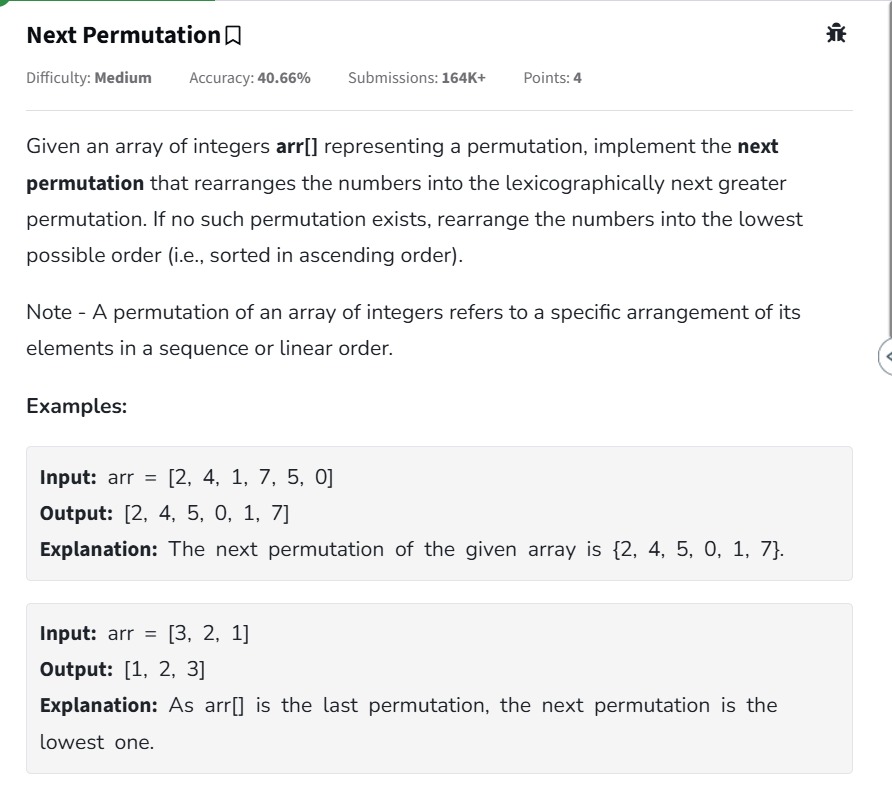 Next Permutation
Difficulty: Medium Accuracy: 40.66% Submissions: 164K+ Points: 4
Given an array of integers arr[] representing a permutation, implement the next
permutation that rearranges the numbers into the lexicographically next greater
permutation. If no such permutation exists, rearrange the numbers into the lowest
possible order (i.e., sorted in ascending order).
Note - A permutation of an array of integers refers to a specific arrangement of its
elements in a sequence or linear order.
Examples:
Input: arr = [2, 4, 1, 7, 5, 0]
Output: [2, 4, 5, 0, 1, 7]
Explanation: The next permutation of the given array is {2, 4, 5, 0, 1, 7}.
Input: arr = [3, 2, 1]
Output: [1, 2, 3]
Explanation: As arr[] is the last permutation, the next permutation is the
lowest one.